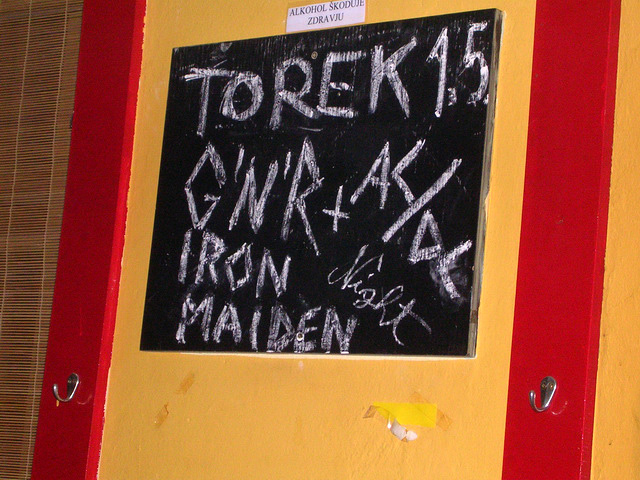 ALKOHOL ŠKODUJE
ZDRAVJU
TOREK 1.5
G'N'R + AC/DC
IRON
MAIDEN
Night